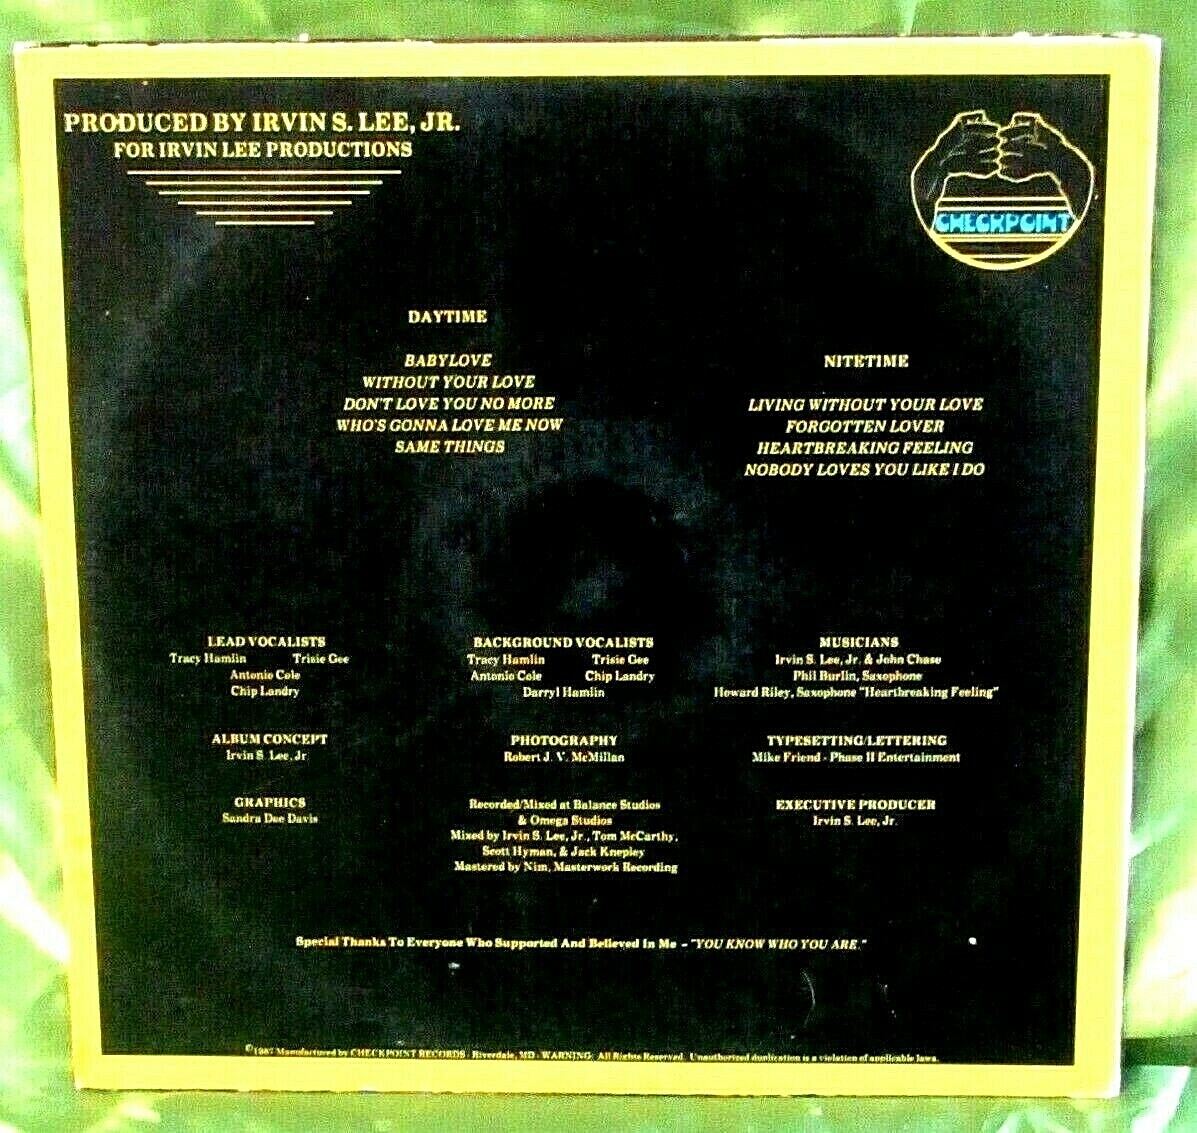 PRODUCED BY IRVIN S. LEE, JR.
FOR IRVIN LEE PRODUCTIONS
CHECKPOINT
DAYTIME
BABYLOVE
WITHOUT YOUR LOVE
DON'T LOVE YOU NO MORE
WHO'S GONNA LOVE ME NOW
SAME THINGS
NITETIME
LIVING WITHOUT YOUR LOVE
FORGOTTEN LOVER
HEARTBREAKING FEELING
NOBODY LOVES YOU LIKE I DO
LEAD VOCALISTS
Tracy Hamlin Trisie Gee
Antonio Cole
Chip Landry
BACKGROUND VOCALISTS
Tracy Hamlin Trisie Gee
Antonio Cole Chip Landry
Darryl Hamlin
MUSICIANS
Irvin S. Lee, Jr. & John Chase
Phil Burlin, Saxophone
Howard Riley, Saxophone "Heartbreaking Feeling"
ALBUM CONCEPT
Irvin S. Lee, Jr
PHOTOGRAPHY
Robert J. V. McMillan
TYPESETTING/LETTERING
Mike Friend - Phase II Entertainment
GRAPHICS
Sandra Dee Davis
Recorded/Mixed at Balance Studios
& Omega Studios
Mixed by Irvin S. Lee, Jr., Tom McCarthy,
Scott Hyman, & Jack Knepley
Mastered by Nim, Masterwork Recording
EXECUTIVE PRODUCER
Irvin S. Lee, Jr.
Special Thanks To Everyone Who Supported And Believed In Me - "YOU KNOW WHO YOU ARE."
©1987 Manufactured by CHECKPOINT RECORDS - Riverdale, MD - WARNING: All Rights Reserved. Unauthorized duplication is a violation of applicable laws.